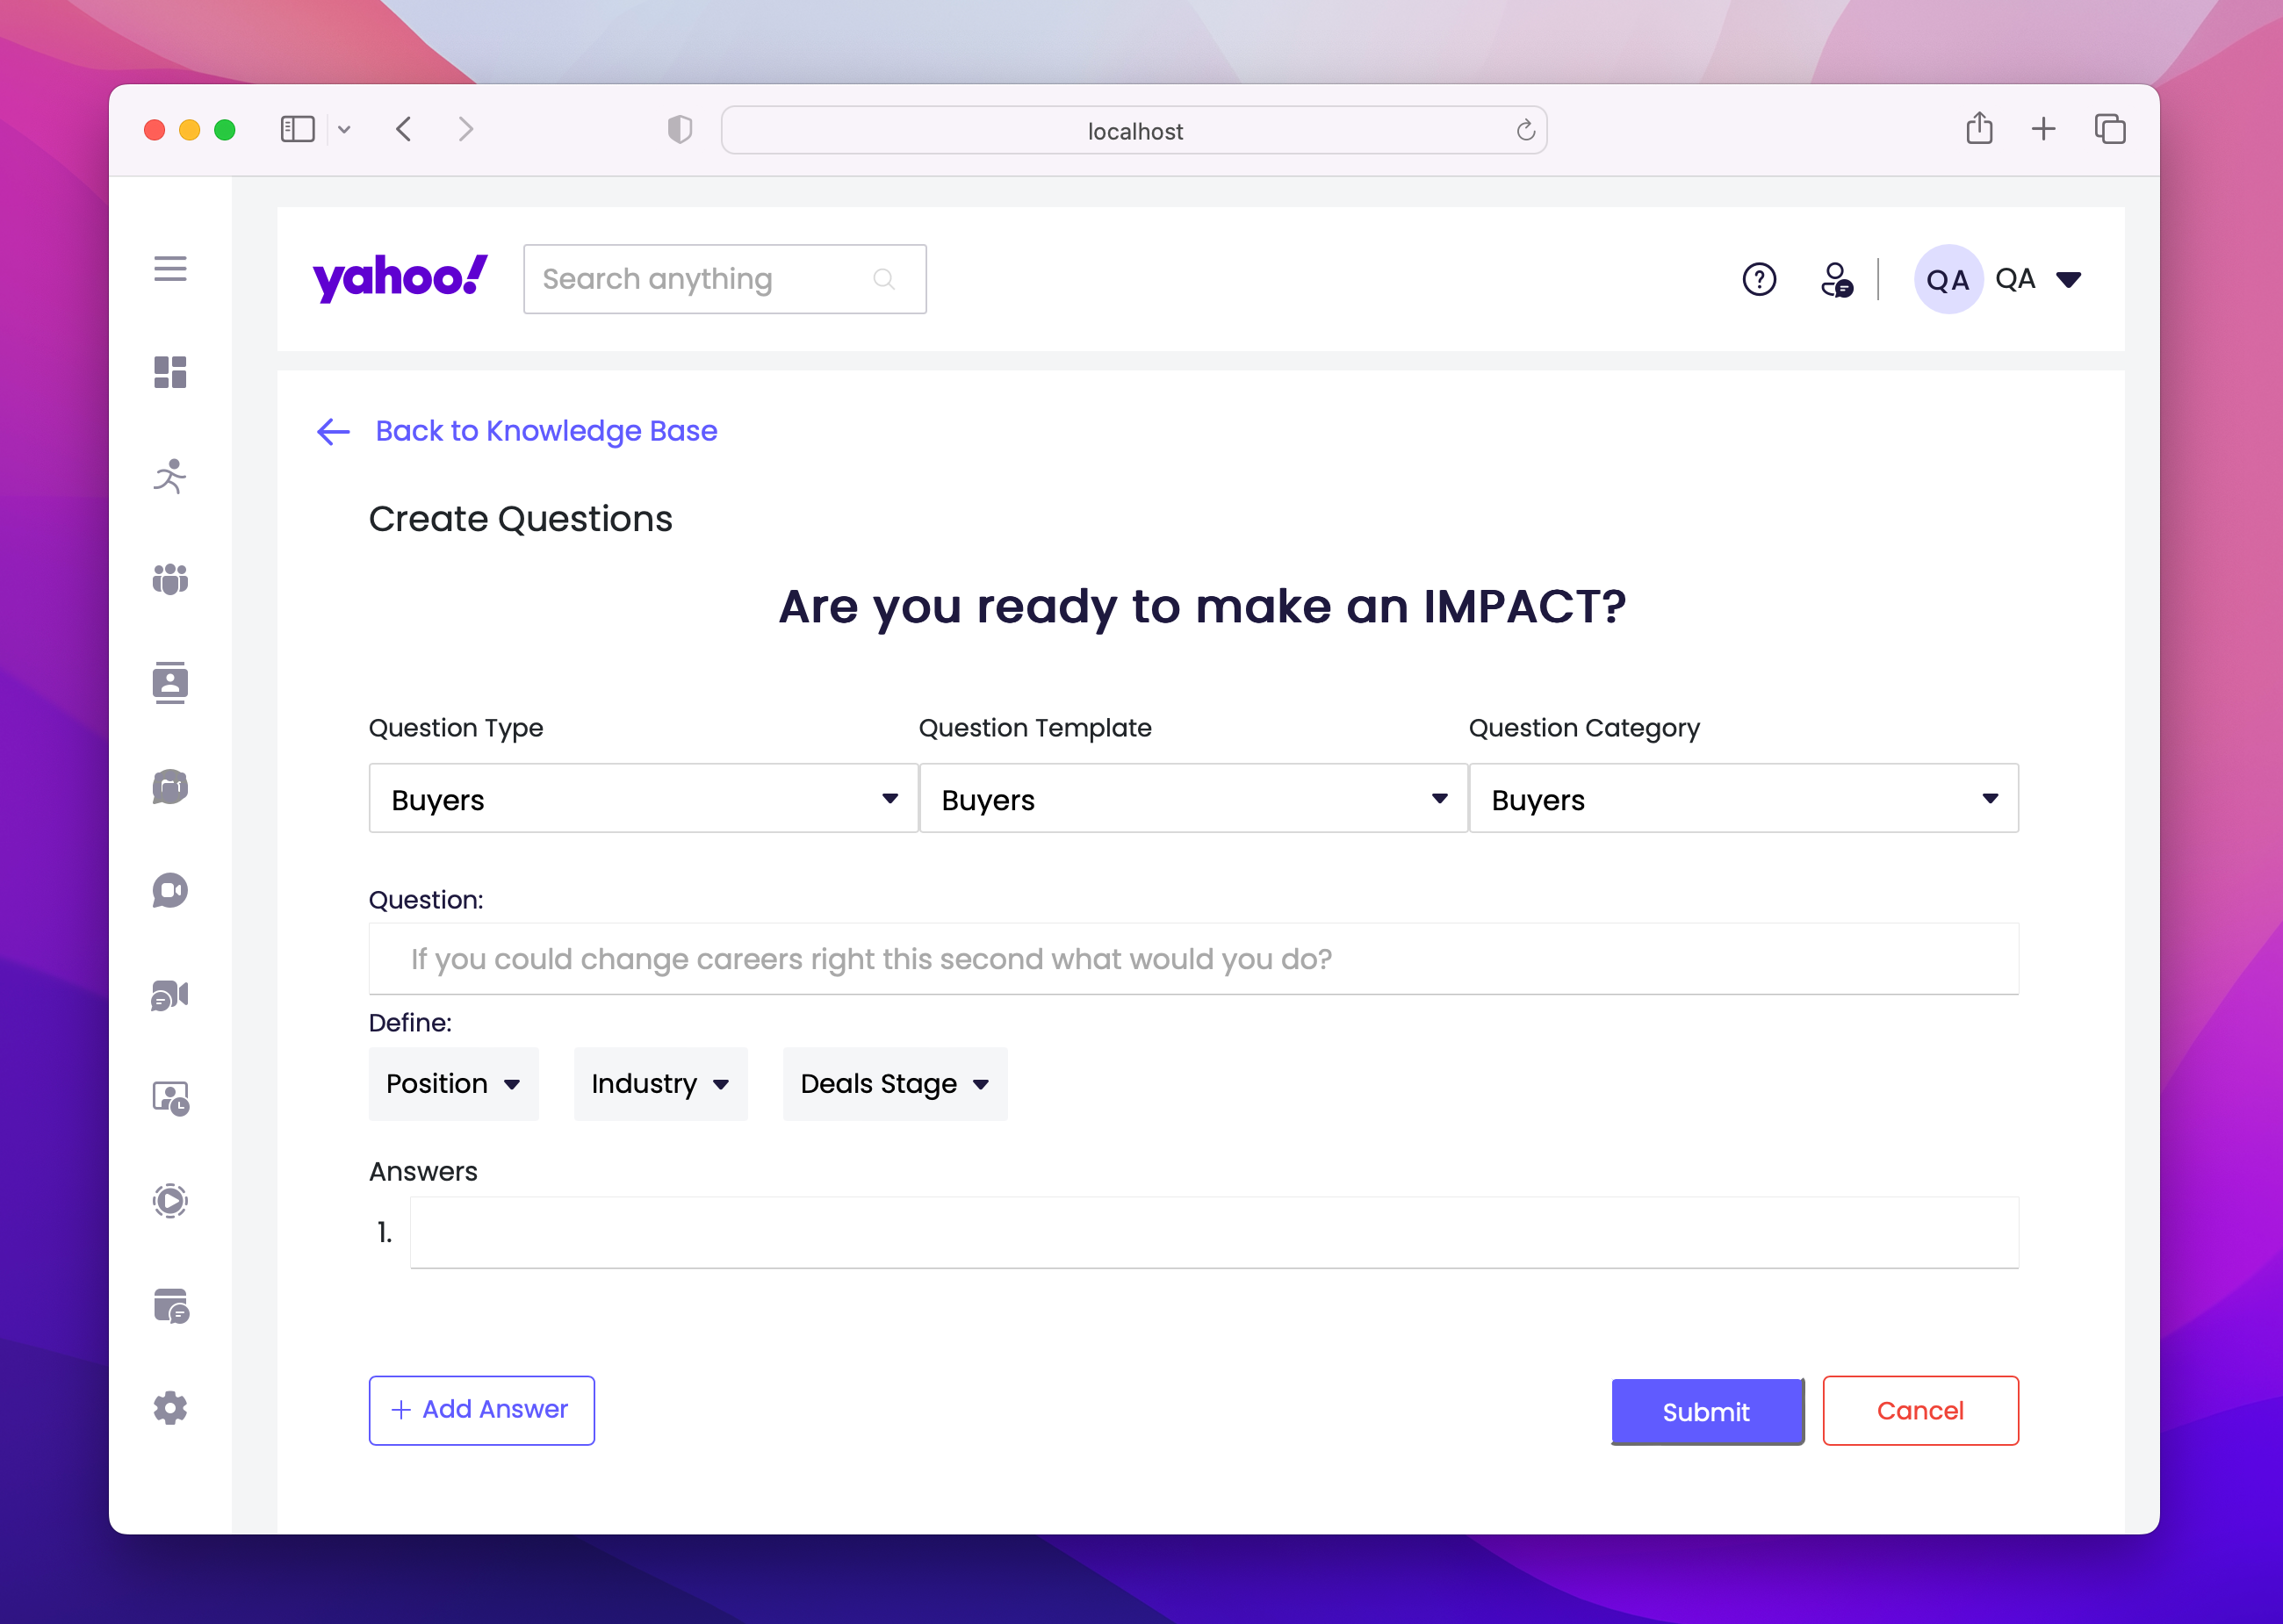 localhost
yahoo!
Search anything
QA QA
Back to Knowledge Base
Create Questions
Are you ready to make an IMPACT?
Question Type Question Template Question Category
Buyers Buyers Buyers
Question:
If you could change careers right this second what would you do?
Define:
Position Industry Deals Stage
Answers
1.
+ Add Answer Submit Cancel